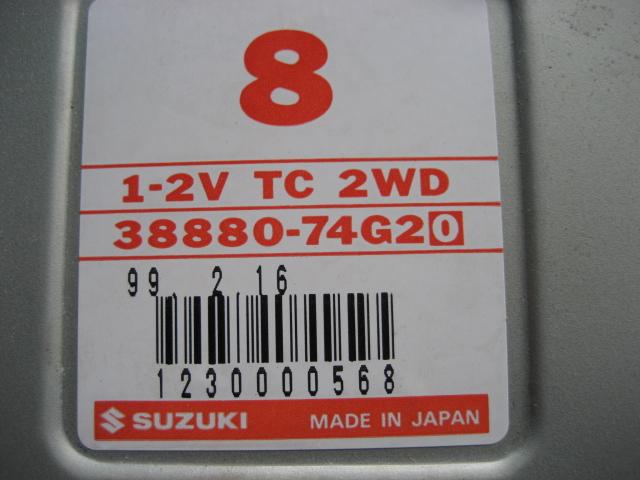 8
1-2V TC 2WD
38880-74G20
99. 2.16
1230000568
SUZUKI MADE IN JAPAN